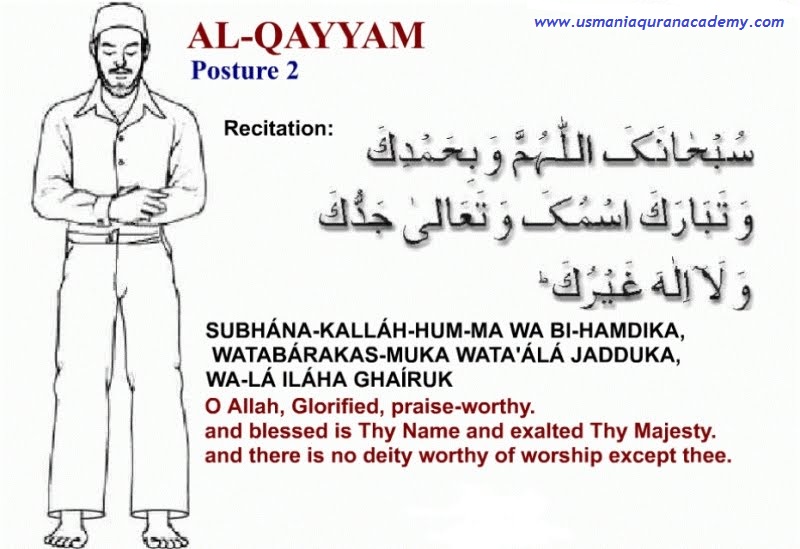 www.usmaniaquranacademy.com
AL-QAYYAM
Posture 2
Recitation:
سُبْحَانَكَ اللّٰهُمَّ وَ بِحَمْدِكَ
وَ تَبَارَكَ اسْمُكَ وَ تَعَالىٰ جَدُّكَ
وَ لَآ اِلٰهَ غَيْرُكَ ؕ
SUBHÁNA-KALLÁH-HUM-MA WA BI-HAMDIKA,
WATABÁRAKAS-MUKA WATA'ÁLÁ JADDUKA,
WA-LÁ ILÁHA GHAÍRUK
O Allah, Glorified, praise-worthy.
and blessed is Thy Name and exalted Thy Majesty.
and there is no deity worthy of worship except thee.